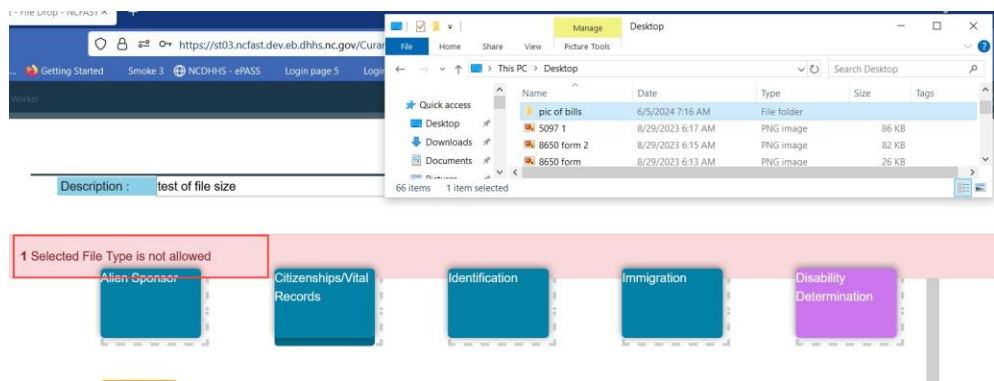 t - File Drop - NCFAST ×
https://st03.ncfast.dev.eb.dhhs.nc.gov/Curar
Getting Started Smoke 3 NCDHHS - ePASS Login page 5 Login
Worker
Manage Desktop
File Home Share View Picture Tools
This PC > Desktop
Search Desktop
Name Date Type Size Tags
Quick access
Desktop
Downloads
Documents
Pictures
pic of bills 6/5/2024 7:16 AM File folder
5097 1 8/29/2023 6:17 AM PNG image 86 KB
8650 form 2 8/29/2023 6:15 AM PNG image 82 KB
8650 form 8/29/2023 6:13 AM PNG image 26 KB
66 items 1 item selected
Description : test of file size
1 Selected File Type is not allowed
Alien Sponsor
Citizenships/Vital
Records
Identification
Immigration
Disability
Determination